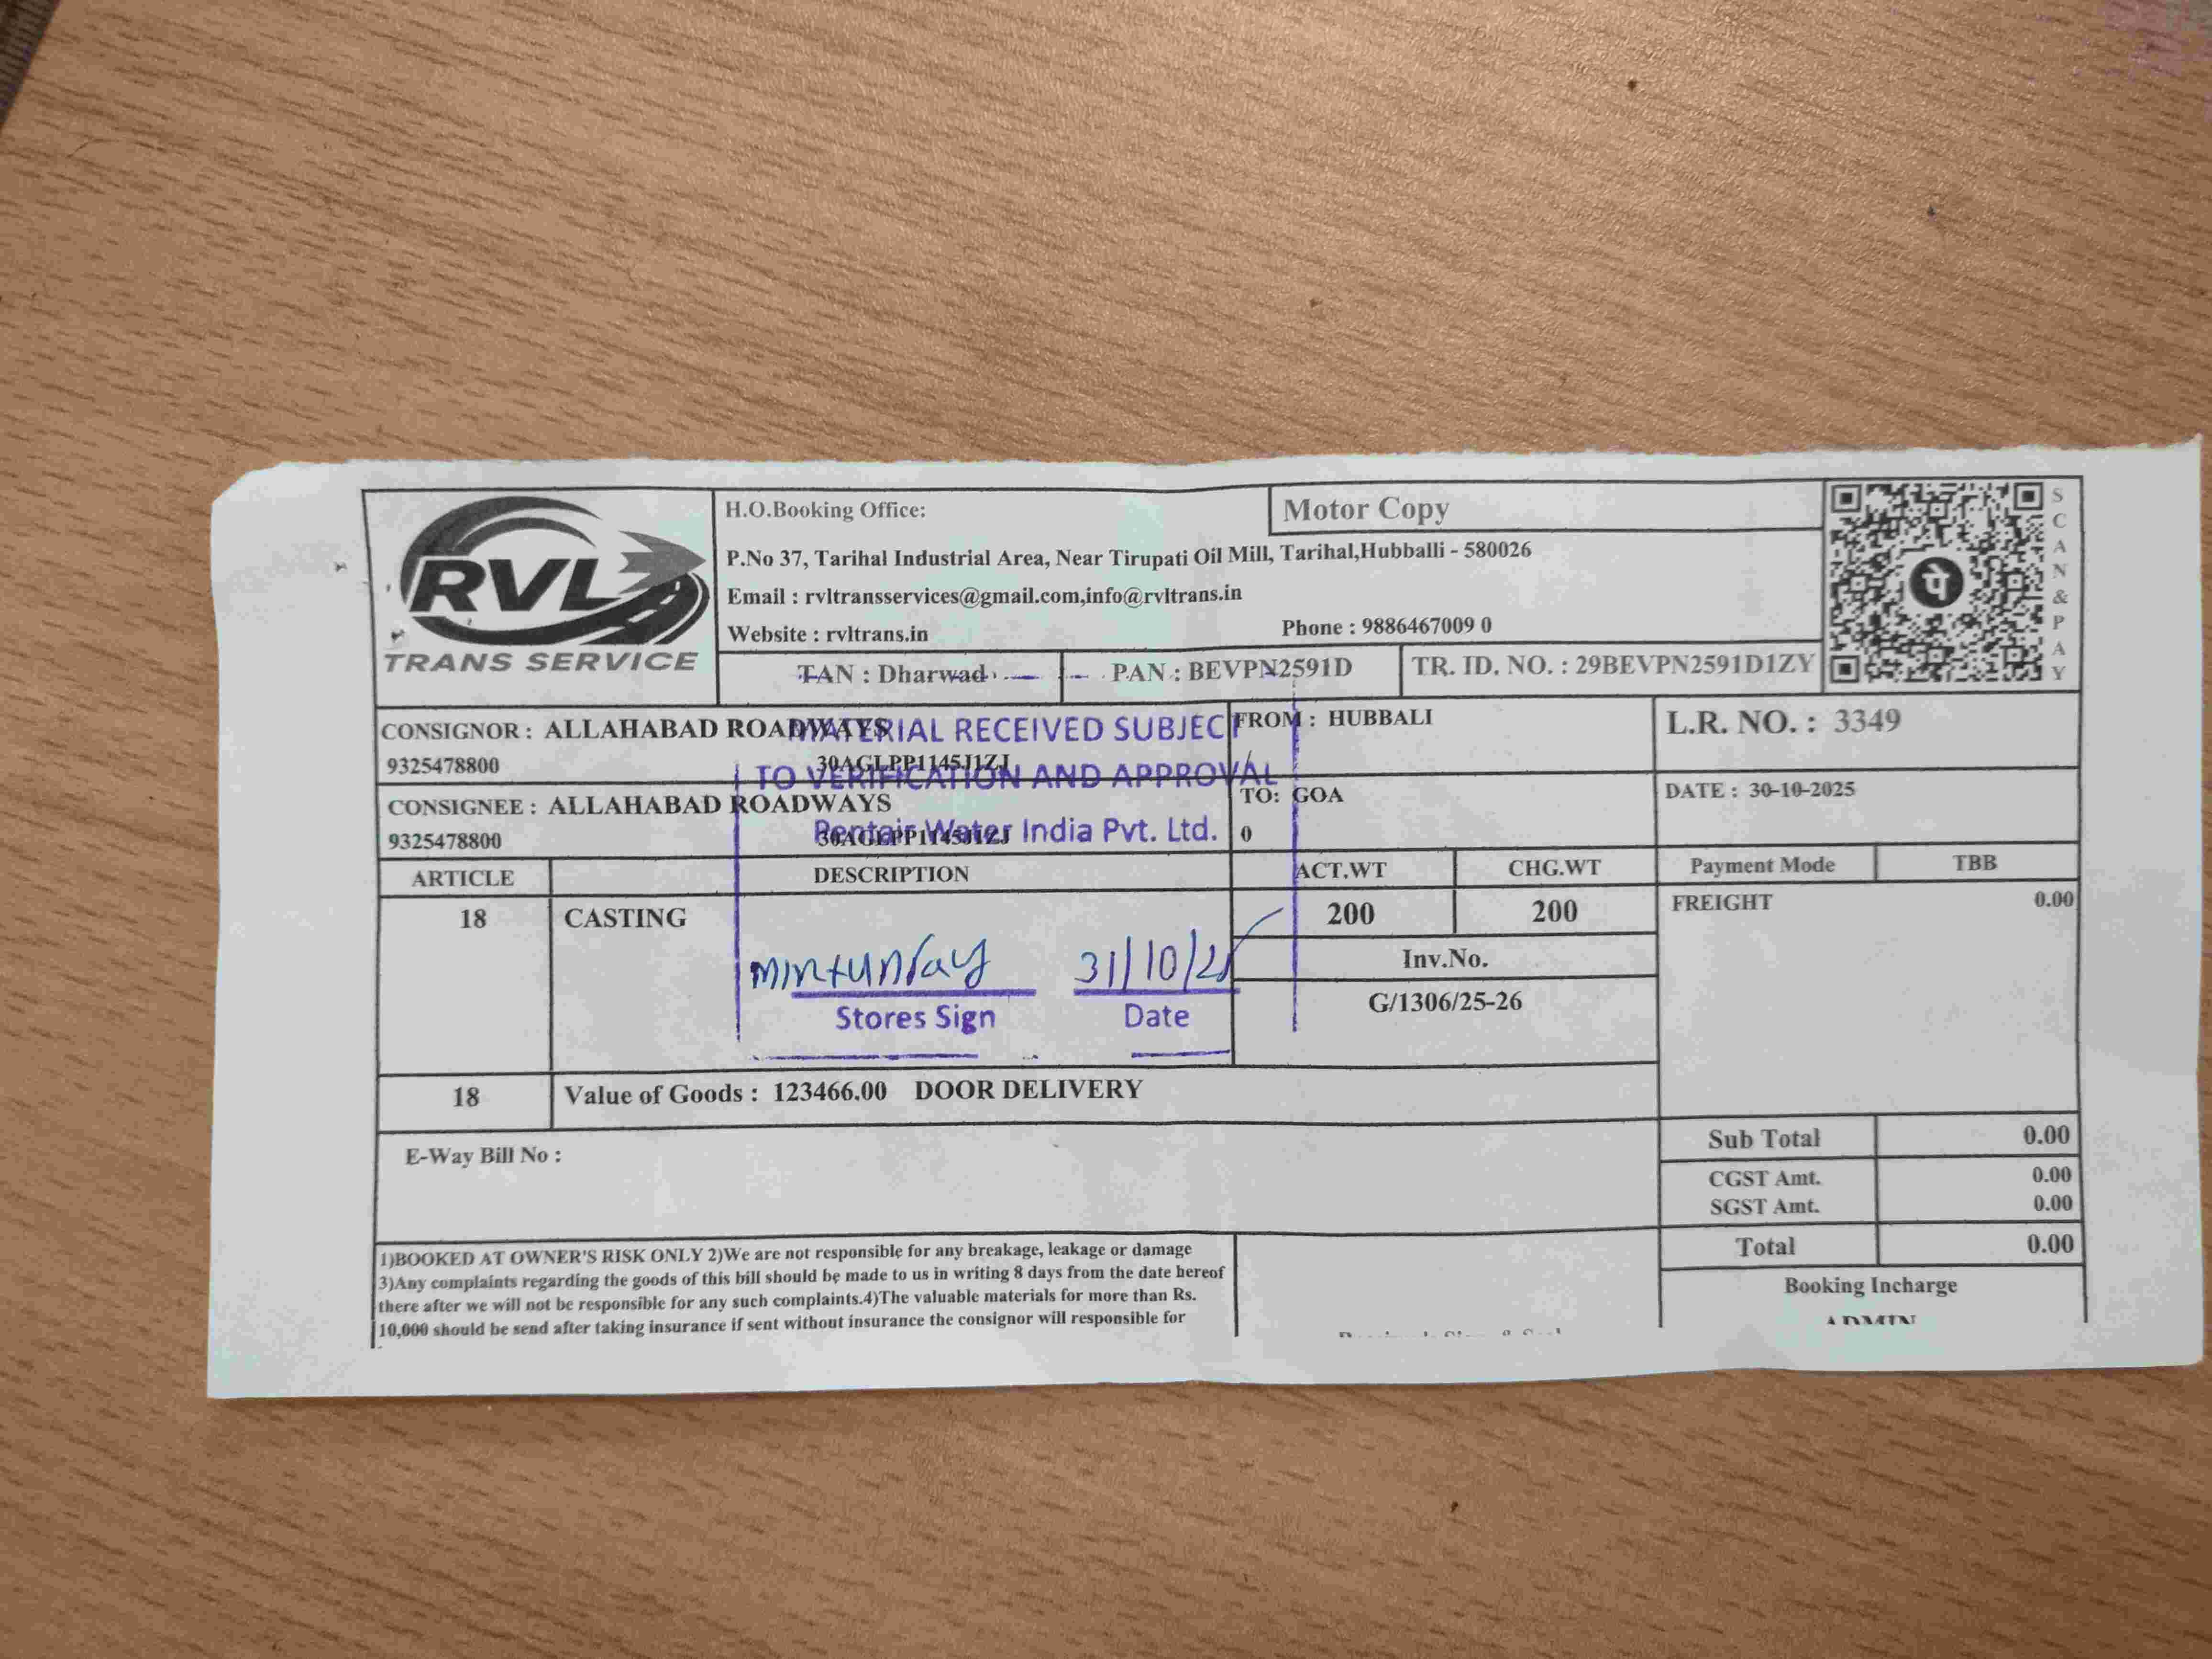 RVL
TRANS SERVICE
H.O.Booking Office:
Motor Copy
P.No 37, Tarihal Industrial Area, Near Tirupati Oil Mill, Tarihal,Hubballi - 580026
Email : rvltransservices@gmail.com,info@rvltrans.in
Website : rvltrans.in
Phone : 9886467009 0
TAN : Dharwad
PAN : BEVPN2591D
TR. ID. NO. : 29BEVPN2591D1ZY
SCAN&PAY
CONSIGNOR : ALLAHABAD ROADWAYS
9325478800
30AGLPP1145J1ZJ
FROM : HUBBALI
L.R. NO. : 3349
CONSIGNEE : ALLAHABAD ROADWAYS
9325478800
30AGLPP1145J1ZJ
TO: GOA
0
DATE : 30-10-2025
MATERIAL RECEIVED SUBJEC
TO VERIFICATION AND APPROVAL
Pentair Water India Pvt. Ltd.
ARTICLE
DESCRIPTION
ACT.WT
CHG.WT
Payment Mode
TBB
18
CASTING
200
200
FREIGHT
0.00
31/10/2
Stores Sign
Date
Inv.No.
G/1306/25-26
18
Value of Goods : 123466.00 DOOR DELIVERY
E-Way Bill No :
Sub Total
0.00
CGST Amt.
0.00
SGST Amt.
0.00
Total
0.00
1)BOOKED AT OWNER'S RISK ONLY 2)We are not responsible for any breakage, leakage or damage
3)Any complaints regarding the goods of this bill should be made to us in writing 8 days from the date hereof
there after we will not be responsible for any such complaints.4)The valuable materials for more than Rs.
10,000 should be send after taking insurance if sent without insurance the consignor will responsible for
Booking Incharge
ADMIN